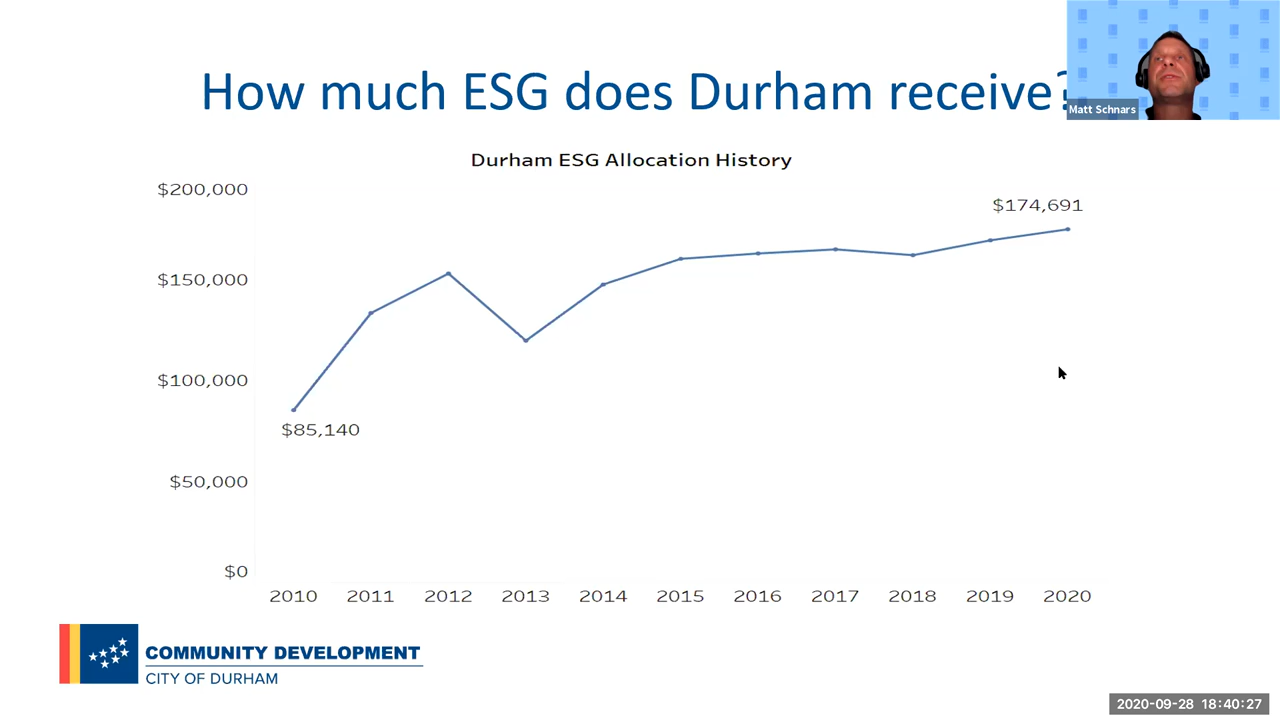 How much ESG does Durham receive?
Matt Schnars
Durham ESG Allocation History
$200,000
$174,691
$150,000
$100,000
$85,140
$50,000
$0
2010 2011 2012 2013 2014 2015 2016 2017 2018 2019 2020
COMMUNITY DEVELOPMENT
CITY OF DURHAM
2020-09-28 18:40:27